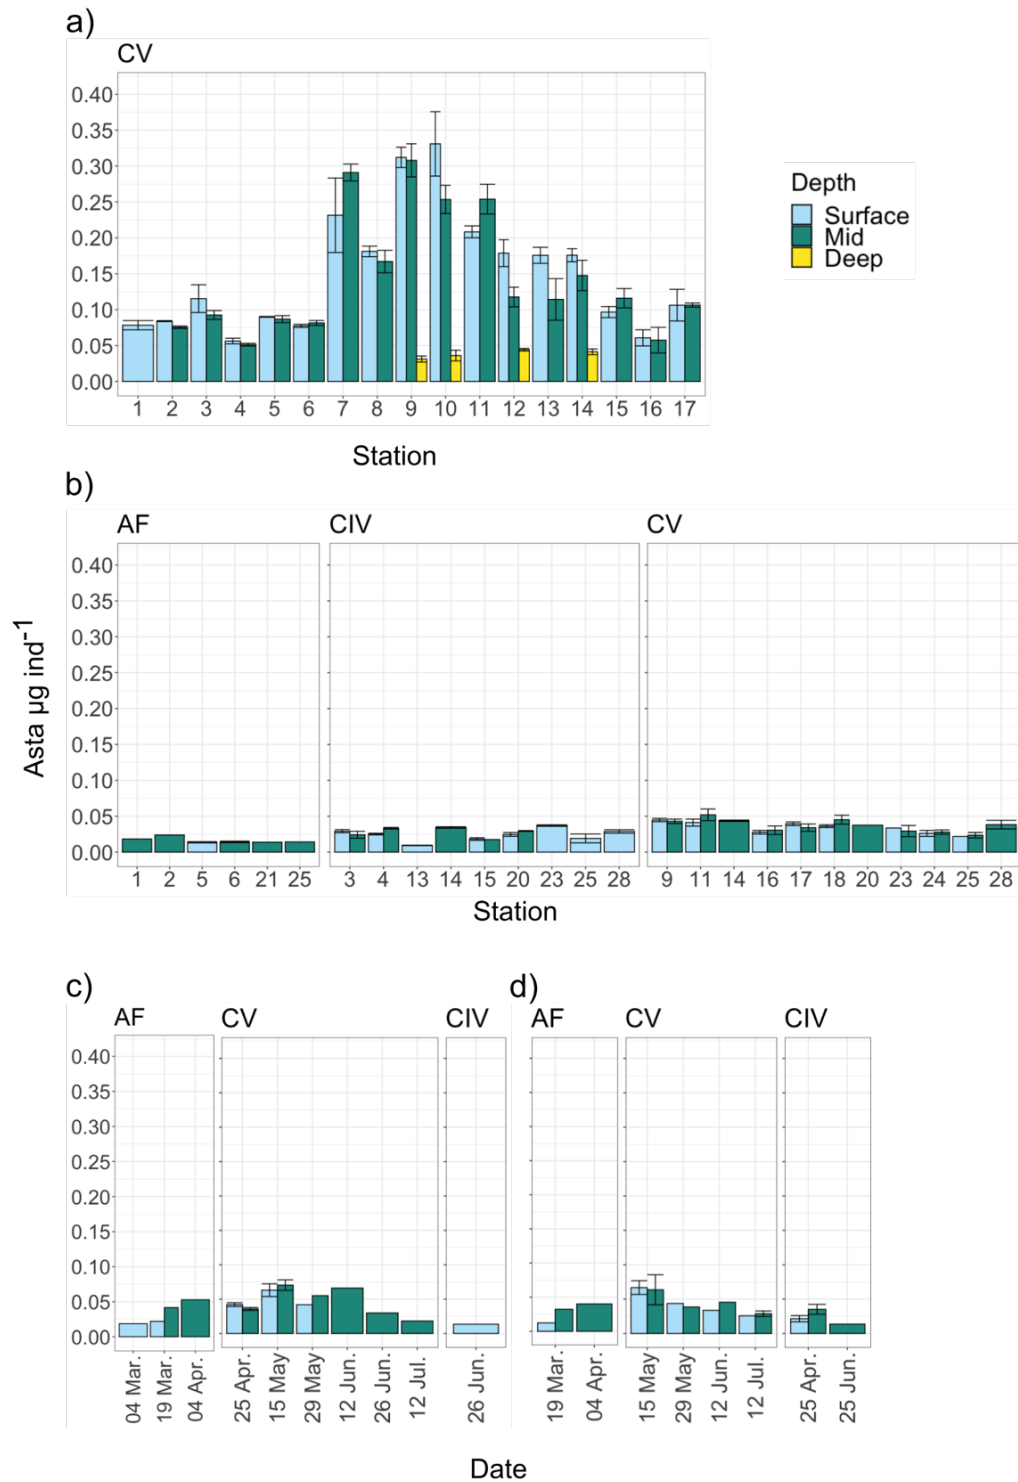 a)
CV
0.40
0.35
0.30
0.25
0.20
0.15
0.10
0.05
0.00
1 2 3 4 5 6 7 8 9 10 11 12 13 14 15 16 17
Station
Depth
Surface
Mid
Deep
b)
AF CIV CV
0.40
0.35
0.30
0.25
0.20
0.15
0.10
0.05
0.00
1 2 5 6 21 25 3 4 13 14 15 20 23 25 28 9 11 14 16 17 18 20 23 24 25 28
Station
Asta µg ind⁻¹
c) d)
AF CV CIV AF CV CIV
0.40
0.35
0.30
0.25
0.20
0.15
0.10
0.05
0.00
04 Mar. 19 Mar. 04 Apr. 25 Apr. 15 May 29 May 12 Jun. 26 Jun. 12 Jul. 26 Jun. 19 Mar. 04 Apr. 15 May 29 May 12 Jun. 12 Jul. 25 Apr. 25 Jun.
Date